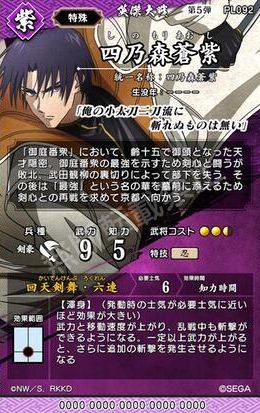 紫
特殊
英傑大戦
第5弾
PL092
しのもりあおし
四乃森蒼紫
統一名称：四乃森蒼紫
生没年 ----～----
「俺の小太刀二刀流に
斬れぬものは無い」
「御庭番衆」において、齢十五で御頭となった天
才隠密。御庭番衆の最強を示すため剣心と闘うが
敗北、武田観柳の裏切りによって部下を失う。そ
の後は「最強」という名の華を墓前に添えるため
剣心との再戦を求めて京都へ向かう。
兵種 武力 知力 武将コスト
剣豪 9 5
特技 忍
かいてんけんぶ・ろくれん 必要士気 効果時間
回天剣舞・六連 6 知力時間
効果範囲
【渾身】（発動時の士気が必要士気に近い
ほど効果が大きい）
武力と移動速度が上がり、乱戦中も斬撃が
できるようになる。一定以上武力が上がる
と、さらに追加の斬撃を発生させるように
なる
©NW／S, RKKD ©SEGA
0000-0000-0000-0000-0000